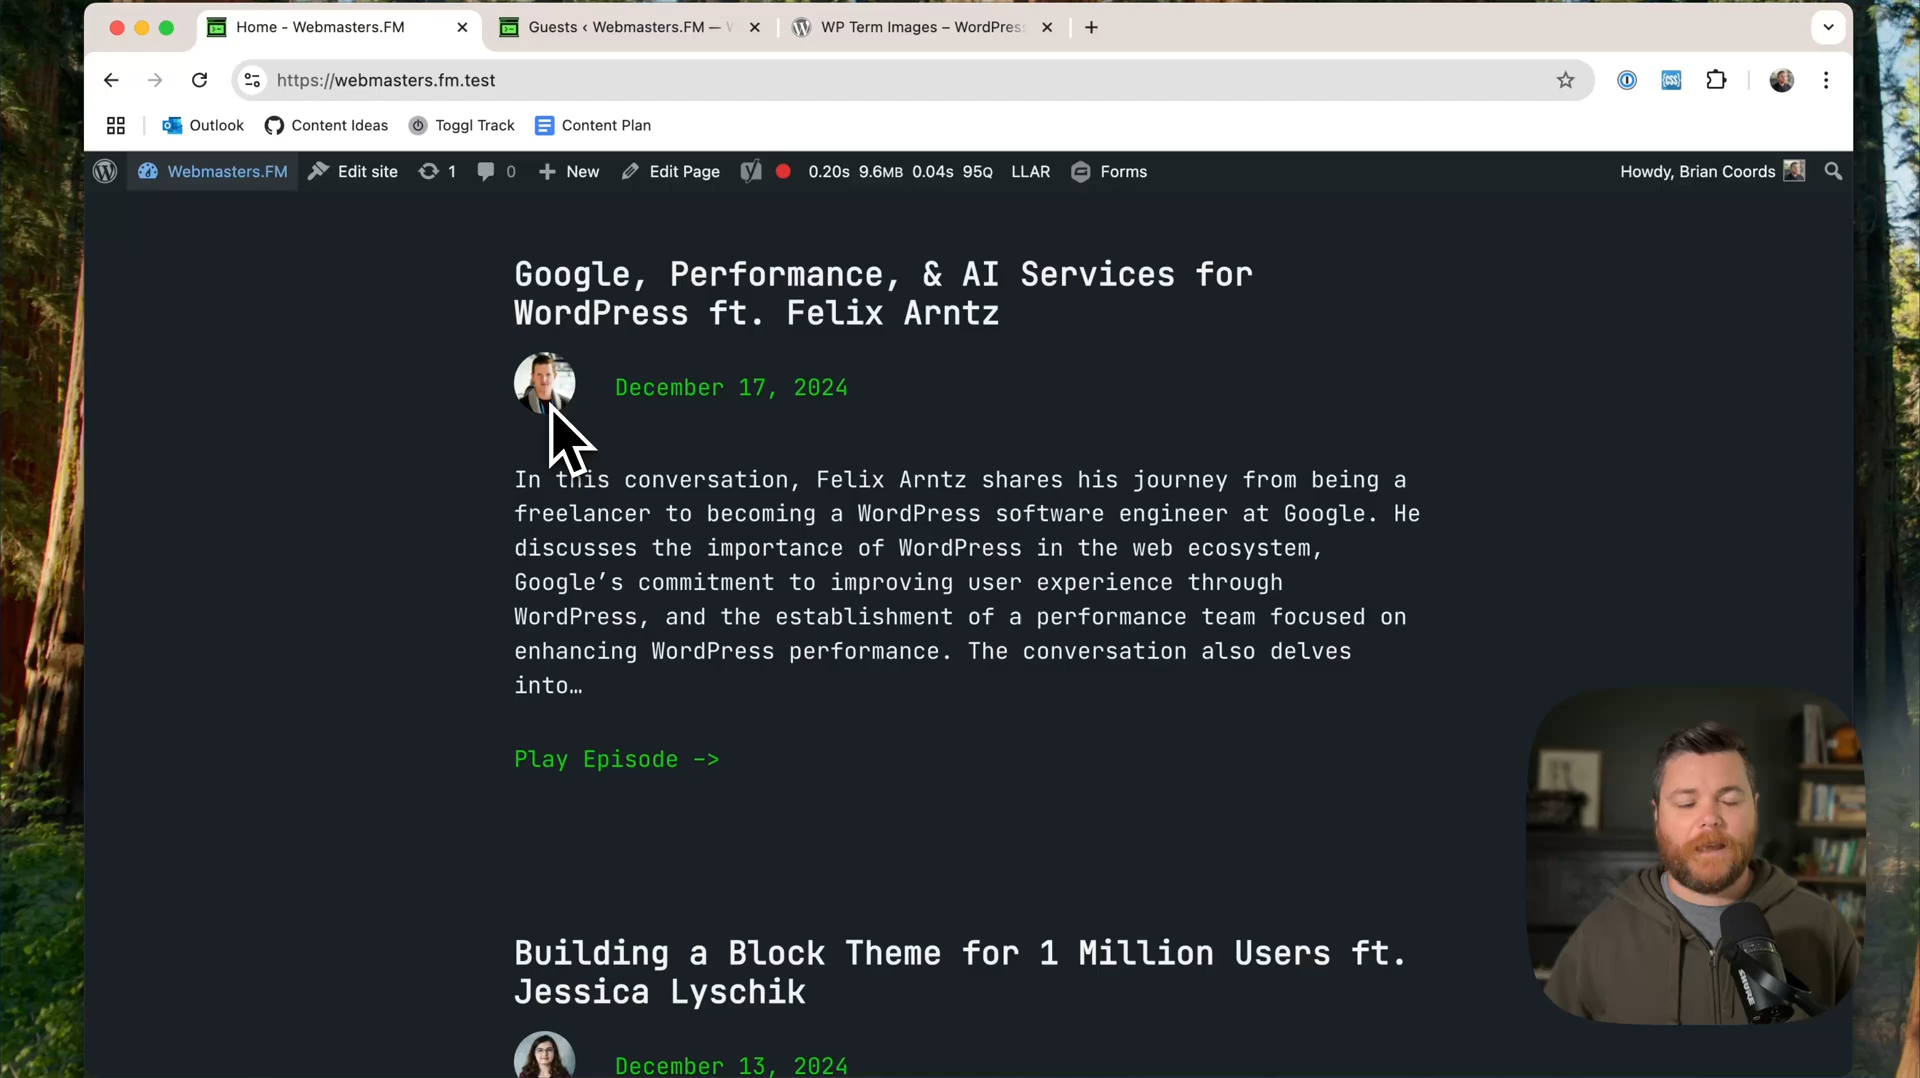 Home - Webmasters.FM
Guests ‹ Webmasters.FM —
WP Term Images – WordPress
https://webmasters.fm.test
Outlook
Content Ideas
Toggl Track
Content Plan
Webmasters.FM
Edit site
1
0
New
Edit Page
0.20s 9.6MB 0.04s 95Q
LLAR
Forms
Howdy, Brian Coords
Google, Performance, & AI Services for
WordPress ft. Felix Arntz
December 17, 2024
In this conversation, Felix Arntz shares his journey from being a
freelancer to becoming a WordPress software engineer at Google. He
discusses the importance of WordPress in the web ecosystem,
Google’s commitment to improving user experience through
WordPress, and the establishment of a performance team focused on
enhancing WordPress performance. The conversation also delves
into…
Play Episode –>
Building a Block Theme for 1 Million Users ft.
Jessica Lyschik
December 13, 2024
SHURE